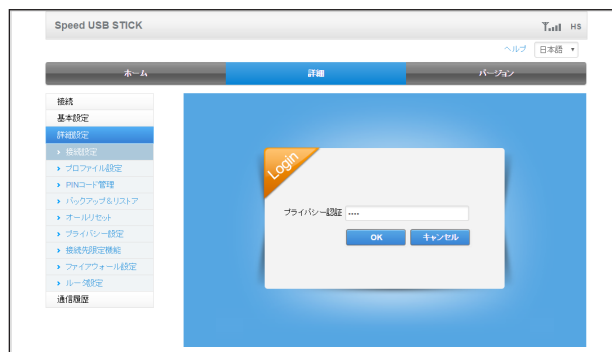 Speed USB STICK
HS
ヘルプ 日本語
ホーム 詳細 バージョン
接続
基本設定
詳細設定
接続設定
プロファイル設定
PINコード管理
バックアップ&リストア
オールリセット
プライバシー設定
接続先限定機能
ファイアウォール設定
ルータ設定
通信履歴
Login
プライバシー認証 ••••
OK キャンセル